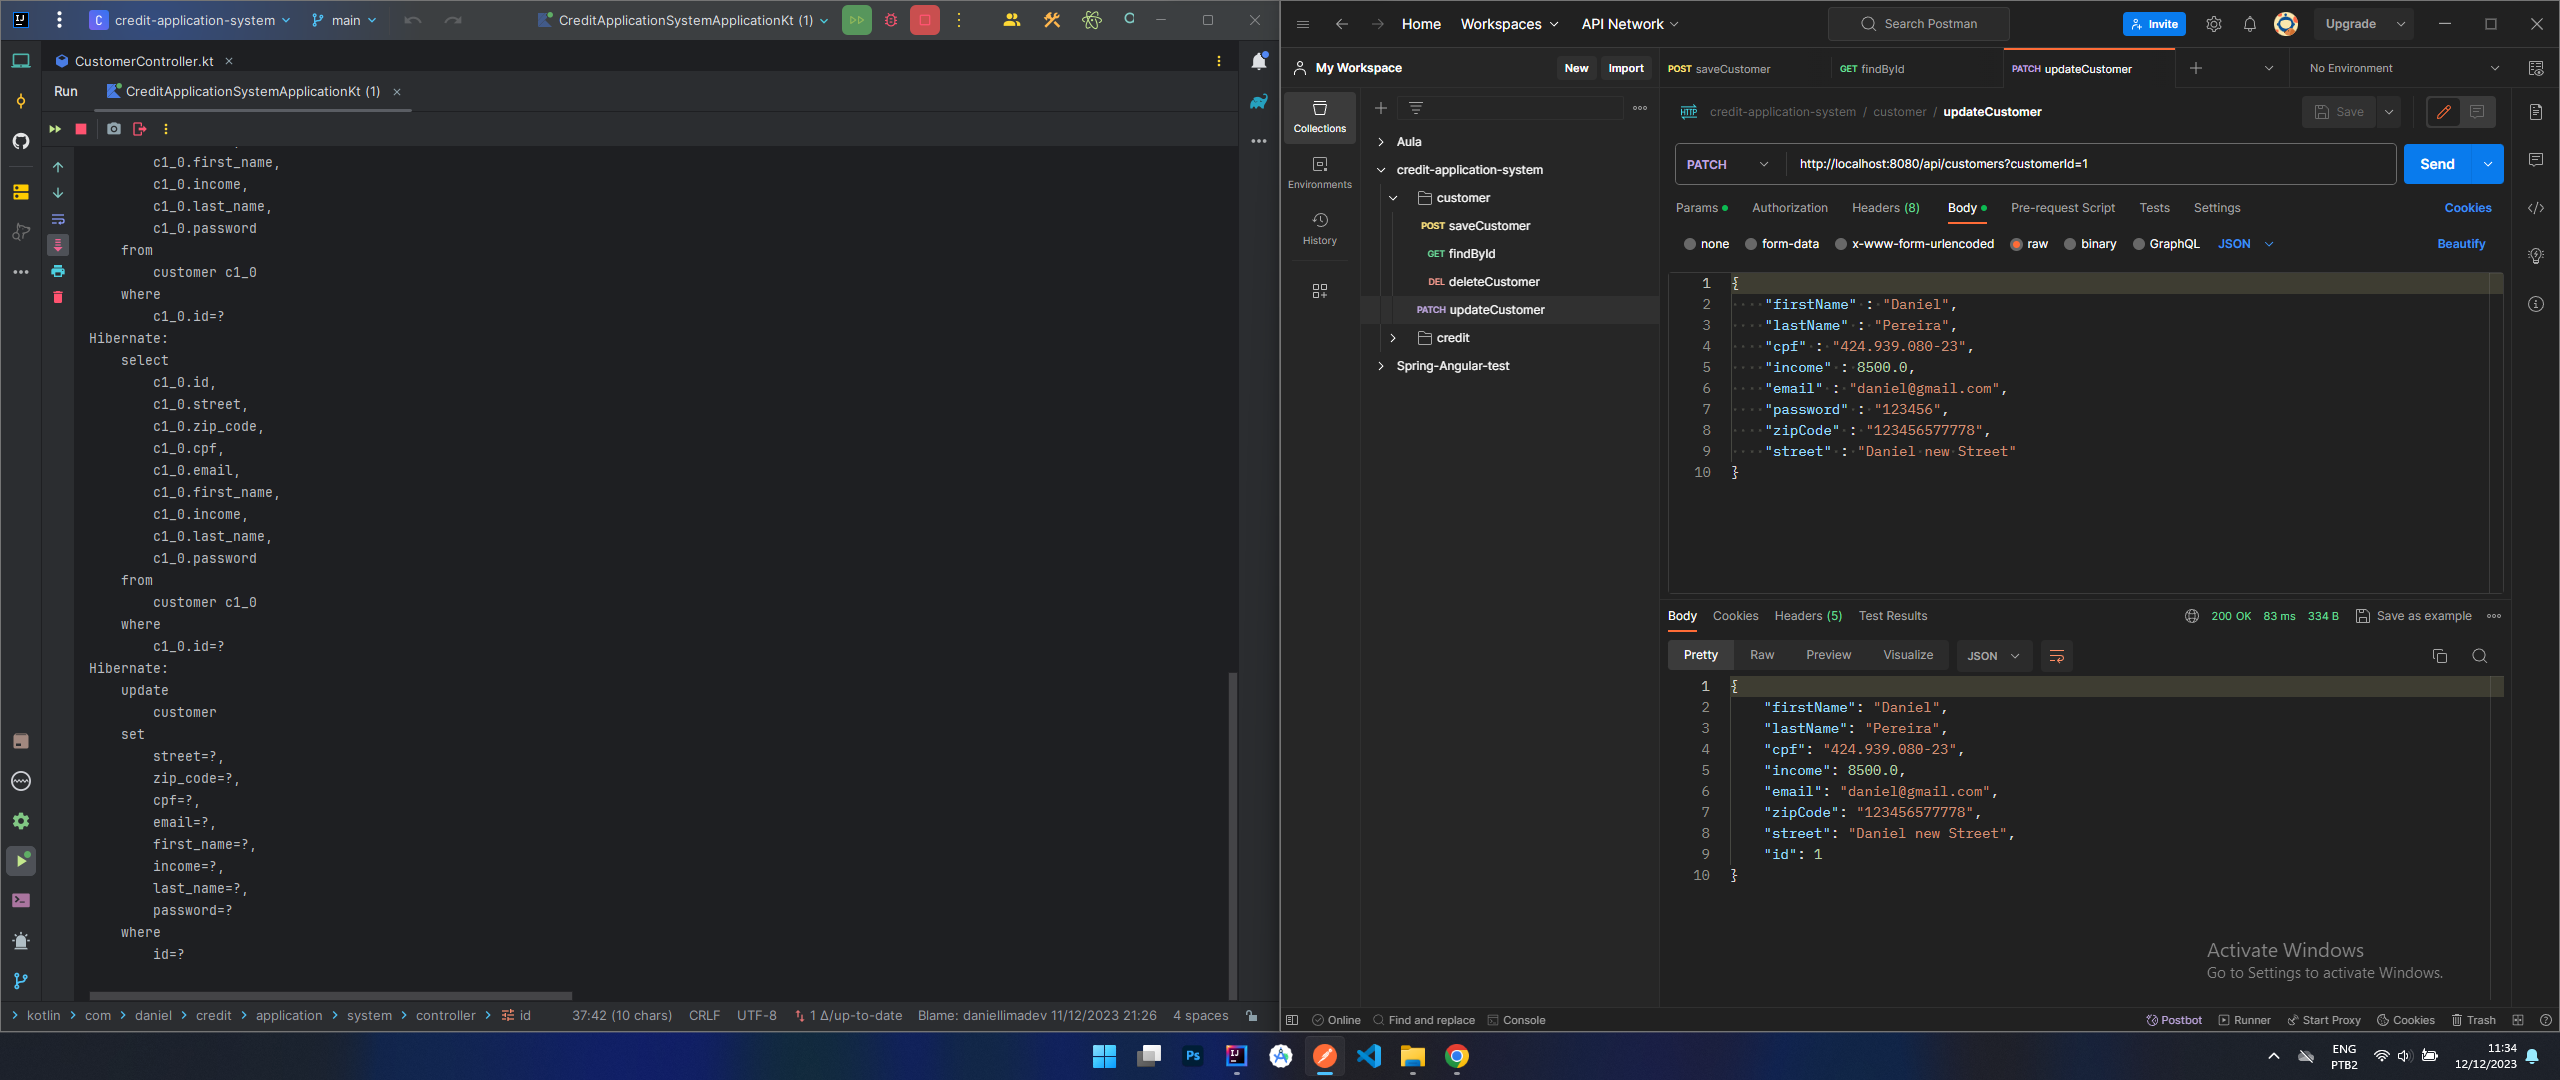 credit-application-system
main
CreditApplicationSystemApplicationKt (1)
CustomerController.kt
Run
CreditApplicationSystemApplicationKt (1)
c1_0.first_name,
c1_0.income,
c1_0.last_name,
c1_0.password
from
customer c1_0
where
c1_0.id=?
Hibernate:
select
c1_0.id,
c1_0.street,
c1_0.zip_code,
c1_0.cpf,
c1_0.email,
c1_0.first_name,
c1_0.income,
c1_0.last_name,
c1_0.password
from
customer c1_0
where
c1_0.id=?
Hibernate:
update
customer
set
street=?,
zip_code=?,
cpf=?,
email=?,
first_name=?,
income=?,
last_name=?,
password=?
where
id=?
kotlin > com > daniel > credit > application > system > controller > id
37:42 (10 chars) CRLF UTF-8 1 Δ/up-to-date Blame: daniellimadev 11/12/2023 21:26 4 spaces
Home Workspaces API Network Search Postman Invite Upgrade
My Workspace New Import
POST saveCustomer GET findById PATCH updateCustomer No Environment
Collections
Environments
History
Aula
credit-application-system
customer
POST saveCustomer
GET findById
DEL deleteCustomer
PATCH updateCustomer
credit
Spring-Angular-test
HTTP credit-application-system / customer / updateCustomer Save
PATCH http://localhost:8080/api/customers?customerId=1 Send
Params Authorization Headers (8) Body Pre-request Script Tests Settings Cookies
none form-data x-www-form-urlencoded raw binary GraphQL JSON Beautify
1 {
2 "firstName" : "Daniel",
3 "lastName" : "Pereira",
4 "cpf" : "424.939.080-23",
5 "income" : 8500.0,
6 "email" : "daniel@gmail.com",
7 "password" : "123456",
8 "zipCode" : "123456577778",
9 "street" : "Daniel new Street"
10 }
Body Cookies Headers (5) Test Results 200 OK 83 ms 334 B Save as example
Pretty Raw Preview Visualize JSON
1 {
2 "firstName": "Daniel",
3 "lastName": "Pereira",
4 "cpf": "424.939.080-23",
5 "income": 8500.0,
6 "email": "daniel@gmail.com",
7 "zipCode": "123456577778",
8 "street": "Daniel new Street",
9 "id": 1
10 }
Activate Windows
Go to Settings to activate Windows.
Online Find and replace Console Postbot Runner Start Proxy Cookies Trash
Ps
ENG
PTB2
11:34
12/12/2023